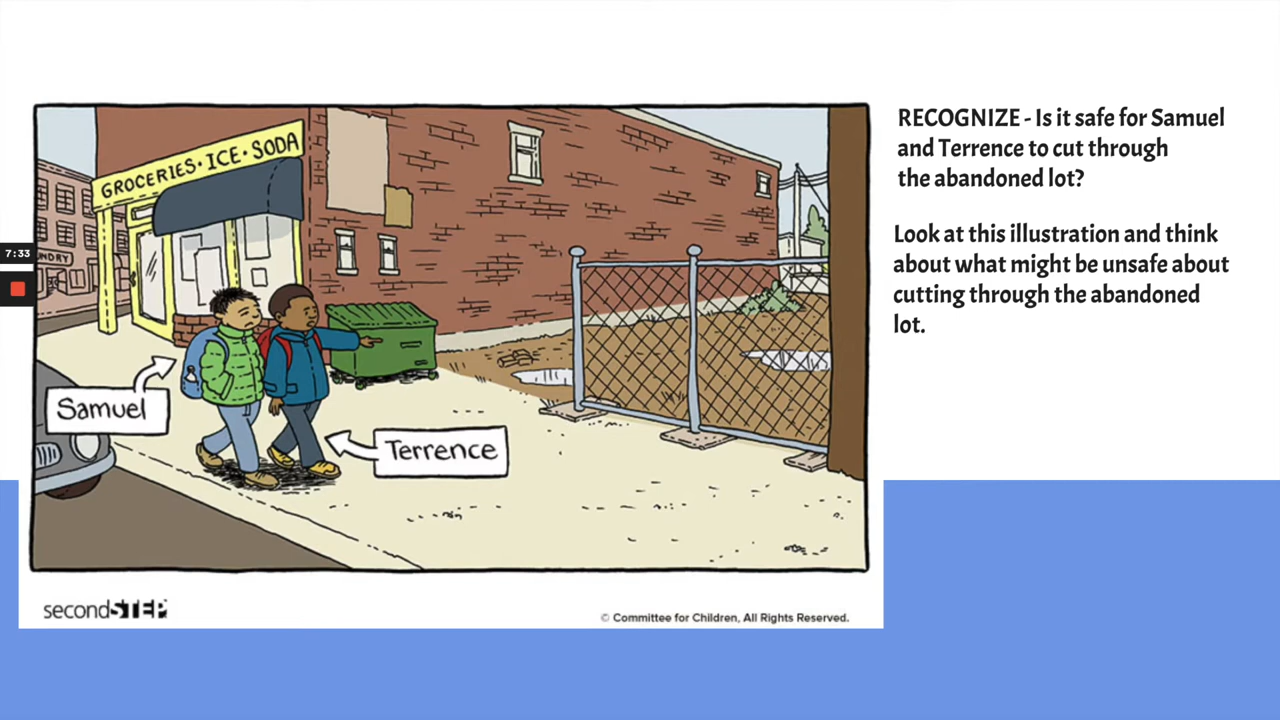 GROCERIES•ICE•SODA
NDRY
7:33
Samuel
Terrence
secondSTEP
© Committee for Children, All Rights Reserved.
RECOGNIZE - Is it safe for Samuel
and Terrence to cut through
the abandoned lot?
Look at this illustration and think
about what might be unsafe about
cutting through the abandoned
lot.